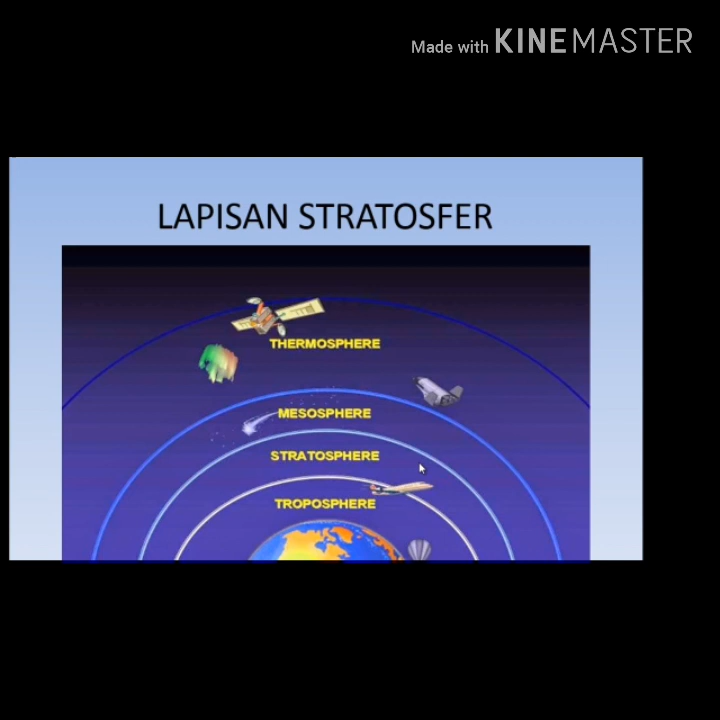 Made with KINEMASTER
LAPISAN STRATOSFER
THERMOSPHERE
MESOSPHERE
STRATOSPHERE
TROPOSPHERE